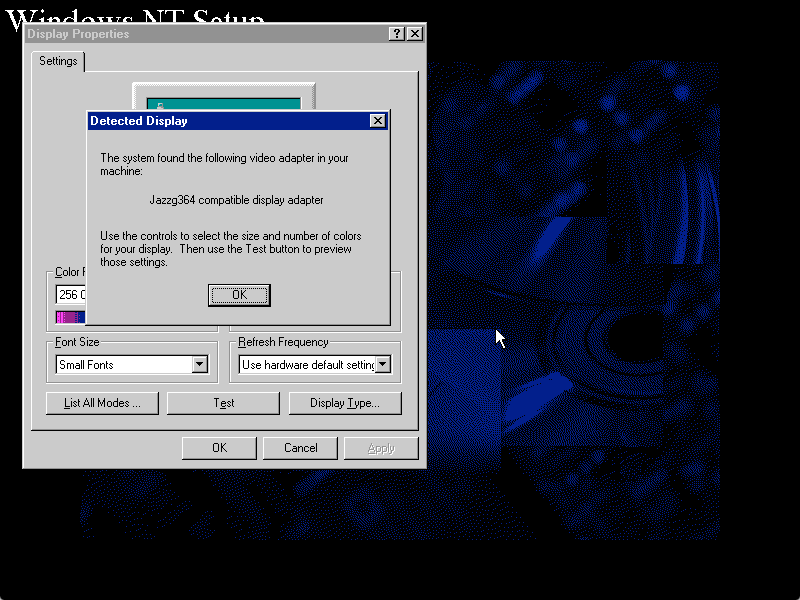 Windows NT Setup
Display Properties
Settings
Detected Display
The system found the following video adapter in your
machine:
Jazzg364 compatible display adapter
Use the controls to select the size and number of colors
for your display. Then use the Test button to preview
those settings.
OK
Color
256
Font Size
Small Fonts
Refresh Frequency
Use hardware default
List All Modes ...
Test
Display Type...
OK
Cancel
Apply